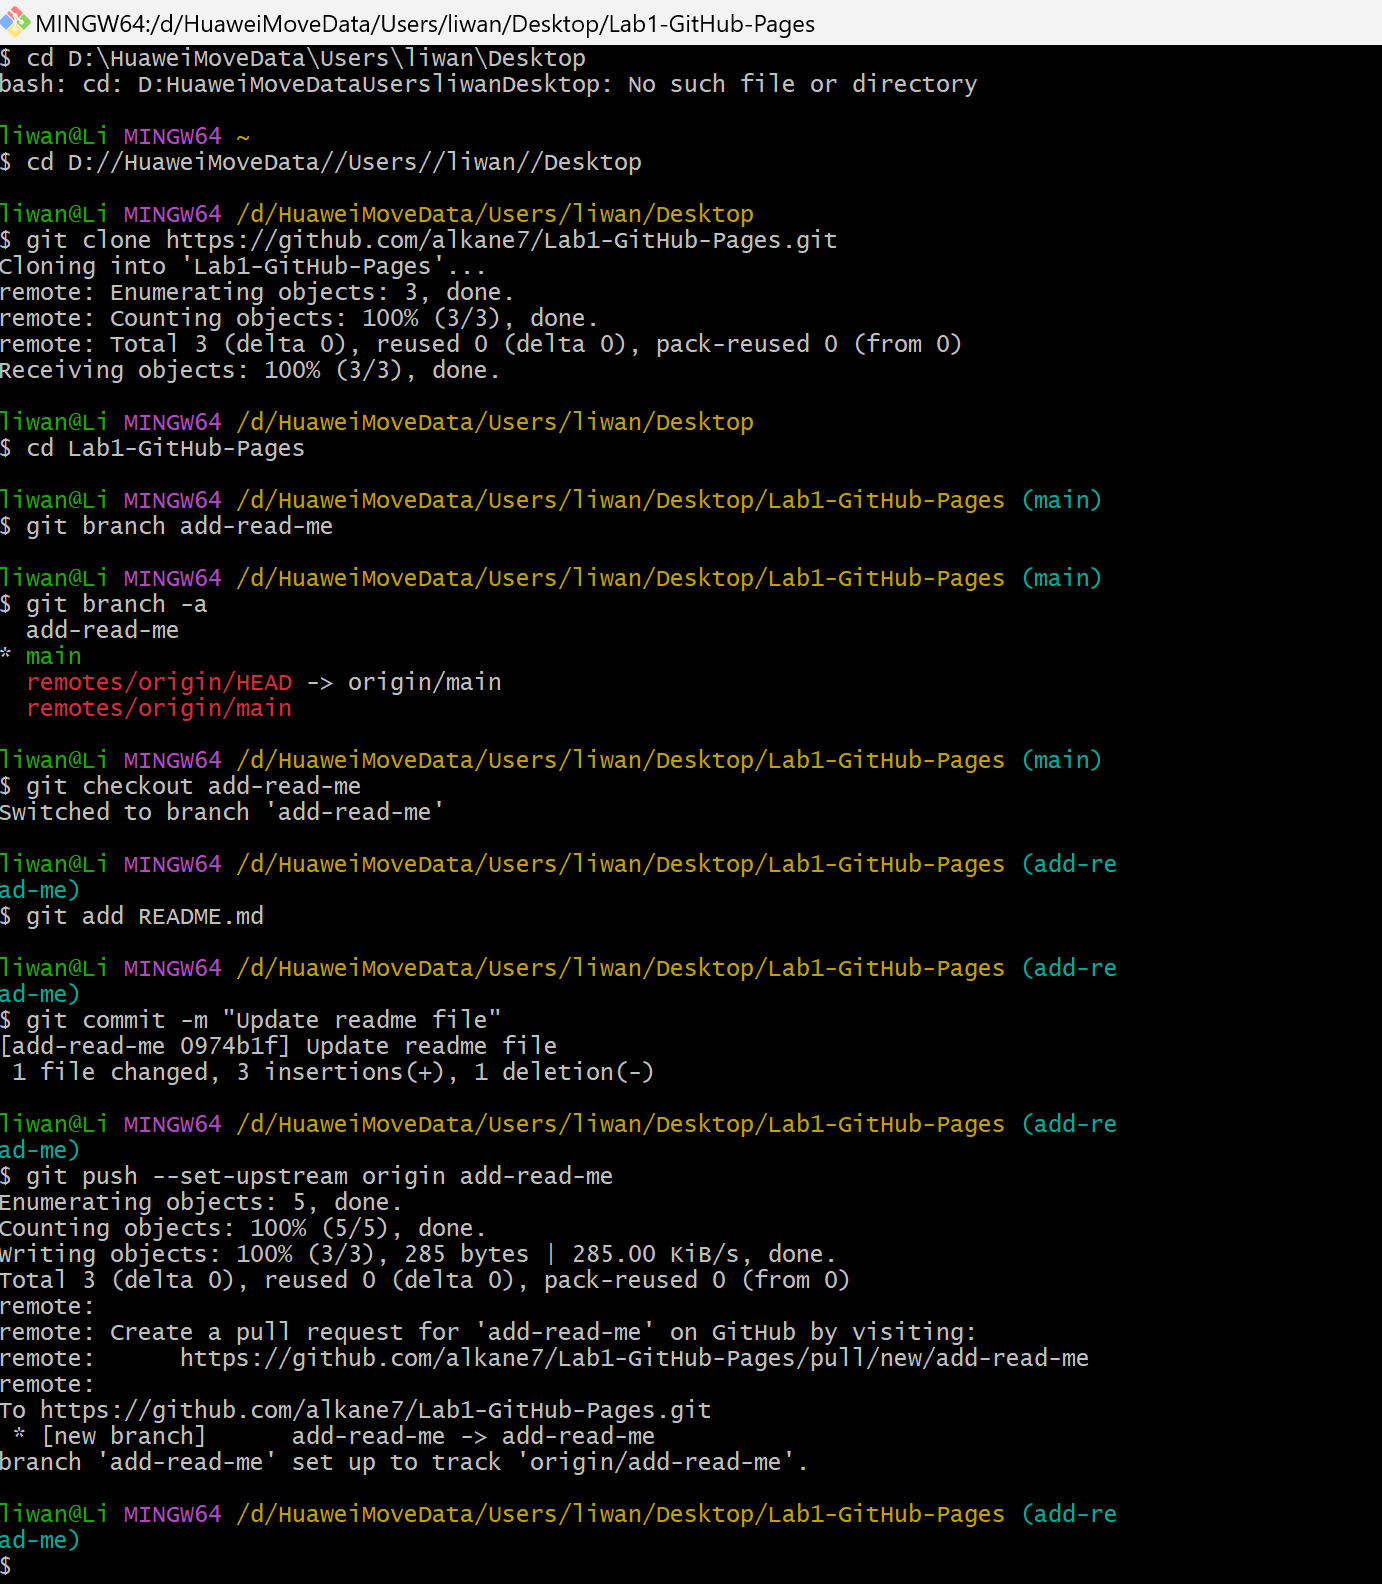 MINGW64:/d/HuaweiMoveData/Users/liwan/Desktop/Lab1-GitHub-Pages
$ cd D:\HuaweiMoveData\Users\liwan\Desktop
bash: cd: D:HuaweiMoveDataUsersliwanDesktop: No such file or directory
liwan@Li MINGW64 ~
$ cd D://HuaweiMoveData//Users//liwan//Desktop
liwan@Li MINGW64 /d/HuaweiMoveData/Users/liwan/Desktop
$ git clone https://github.com/alkane7/Lab1-GitHub-Pages.git
Cloning into 'Lab1-GitHub-Pages'...
remote: Enumerating objects: 3, done.
remote: Counting objects: 100% (3/3), done.
remote: Total 3 (delta 0), reused 0 (delta 0), pack-reused 0 (from 0)
Receiving objects: 100% (3/3), done.
liwan@Li MINGW64 /d/HuaweiMoveData/Users/liwan/Desktop
$ cd Lab1-GitHub-Pages
liwan@Li MINGW64 /d/HuaweiMoveData/Users/liwan/Desktop/Lab1-GitHub-Pages (main)
$ git branch add-read-me
liwan@Li MINGW64 /d/HuaweiMoveData/Users/liwan/Desktop/Lab1-GitHub-Pages (main)
$ git branch -a
  add-read-me
* main
  remotes/origin/HEAD -> origin/main
  remotes/origin/main
liwan@Li MINGW64 /d/HuaweiMoveData/Users/liwan/Desktop/Lab1-GitHub-Pages (main)
$ git checkout add-read-me
Switched to branch 'add-read-me'
liwan@Li MINGW64 /d/HuaweiMoveData/Users/liwan/Desktop/Lab1-GitHub-Pages (add-re
ad-me)
$ git add README.md
liwan@Li MINGW64 /d/HuaweiMoveData/Users/liwan/Desktop/Lab1-GitHub-Pages (add-re
ad-me)
$ git commit -m "Update readme file"
[add-read-me 0974b1f] Update readme file
 1 file changed, 3 insertions(+), 1 deletion(-)
liwan@Li MINGW64 /d/HuaweiMoveData/Users/liwan/Desktop/Lab1-GitHub-Pages (add-re
ad-me)
$ git push --set-upstream origin add-read-me
Enumerating objects: 5, done.
Counting objects: 100% (5/5), done.
Writing objects: 100% (3/3), 285 bytes | 285.00 KiB/s, done.
Total 3 (delta 0), reused 0 (delta 0), pack-reused 0 (from 0)
remote:
remote: Create a pull request for 'add-read-me' on GitHub by visiting:
remote:      https://github.com/alkane7/Lab1-GitHub-Pages/pull/new/add-read-me
remote:
To https://github.com/alkane7/Lab1-GitHub-Pages.git
 * [new branch]      add-read-me -> add-read-me
branch 'add-read-me' set up to track 'origin/add-read-me'.
liwan@Li MINGW64 /d/HuaweiMoveData/Users/liwan/Desktop/Lab1-GitHub-Pages (add-re
ad-me)
$